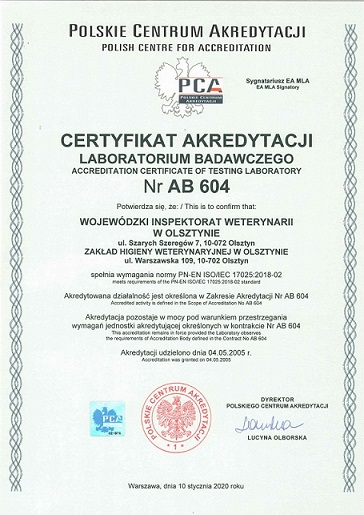 POLSKIE CENTRUM AKREDYTACJI
POLISH CENTRE FOR ACCREDITATION
PCA
POLSKIE CENTRUM
AKREDYTACJI
Sygnatariusz EA MLA
EA MLA Signatory
CERTYFIKAT AKREDYTACJI
LABORATORIUM BADAWCZEGO
ACCREDITATION CERTIFICATE OF TESTING LABORATORY
Nr AB 604
Potwierdza się, że: / This is to confirm that:
WOJEWÓDZKI INSPEKTORAT WETERYNARII
W OLSZTYNIE
ul. Szarych Szeregów 7, 10-072 Olsztyn
ZAKŁAD HIGIENY WETERYNARYJNEJ W OLSZTYNIE
ul. Warszawska 109, 10-702 Olsztyn
spełnia wymagania normy PN-EN ISO/IEC 17025:2018-02
meets requirements of the PN-EN ISO/IEC 17025:2018-02 standard
Akredytowana działalność jest określona w Zakresie Akredytacji Nr AB 604
Accredited activity is defined in the Scope of Accreditation No AB 604
Akredytacja pozostaje w mocy pod warunkiem przestrzegania
wymagań jednostki akredytującej określonych w kontrakcie Nr AB 604
This accreditation remains in force provided the Laboratory observes
the requirements of Accreditation Body defined in the Contract No AB 604
Akredytacji udzielono dnia 04.05.2005 r.
Accreditation was granted on 04.05.2005
PCA
POLSKIE CENTRUM AKREDYTACJI
* 1 *
DYREKTOR
POLSKIEGO CENTRUM AKREDYTACJI
LUCYNA OLBORSKA
Warszawa, dnia 10 stycznia 2020 roku